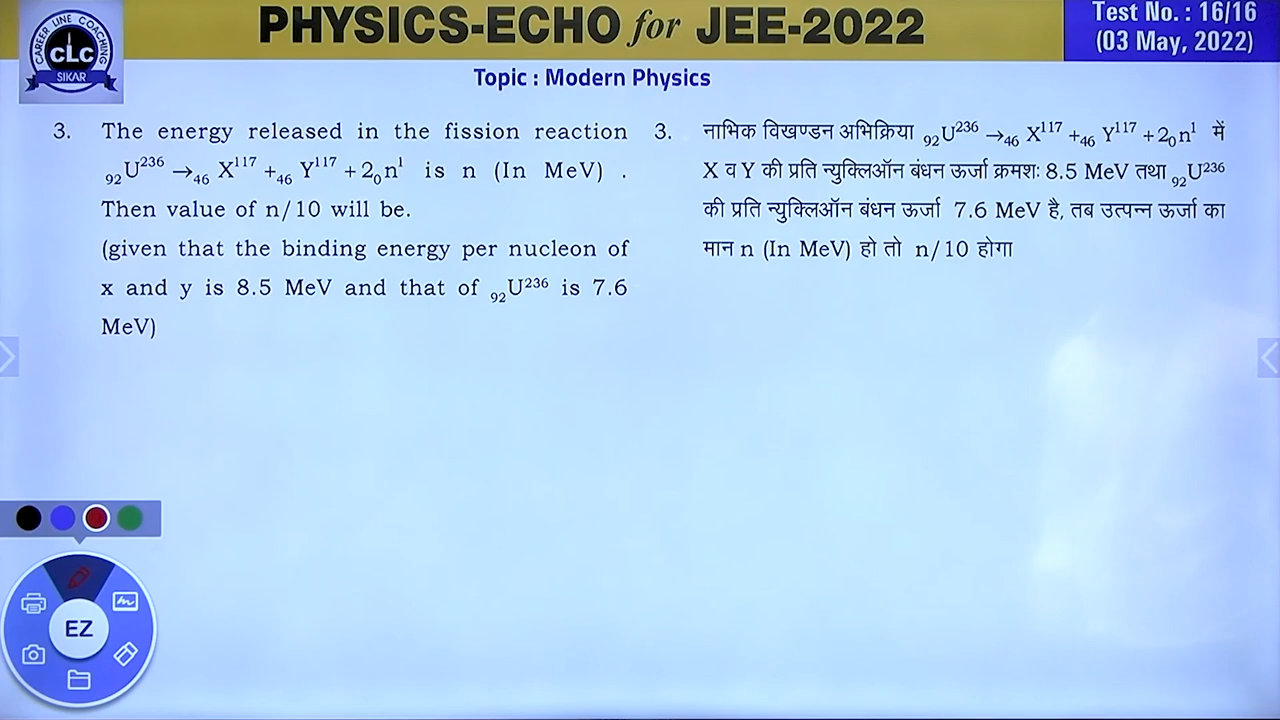 PHYSICS-ECHO for JEE-2022
Test No. : 16/16
(03 May, 2022)
CAREER LINE COACHING
CLC
SIKAR
Topic : Modern Physics
3. The energy released in the fission reaction
₉₂U²³⁶ →₄₆ X¹¹⁷ +₄₆ Y¹¹⁷ + 2₀n¹ is n (In MeV) .
Then value of n/10 will be.
(given that the binding energy per nucleon of
x and y is 8.5 MeV and that of ₉₂U²³⁶ is 7.6
MeV)
3. नाभिक विखण्डन अभिक्रिया ₉₂U²³⁶ →₄₆ X¹¹⁷ +₄₆ Y¹¹⁷ + 2₀n¹ में
X व Y की प्रति न्युक्लिऑन बंधन ऊर्जा क्रमशः 8.5 MeV तथा ₉₂U²³⁶
की प्रति न्युक्लिऑन बंधन ऊर्जा 7.6 MeV है, तब उत्पन्न ऊर्जा का
मान n (In MeV) हो तो n/10 होगा
EZ